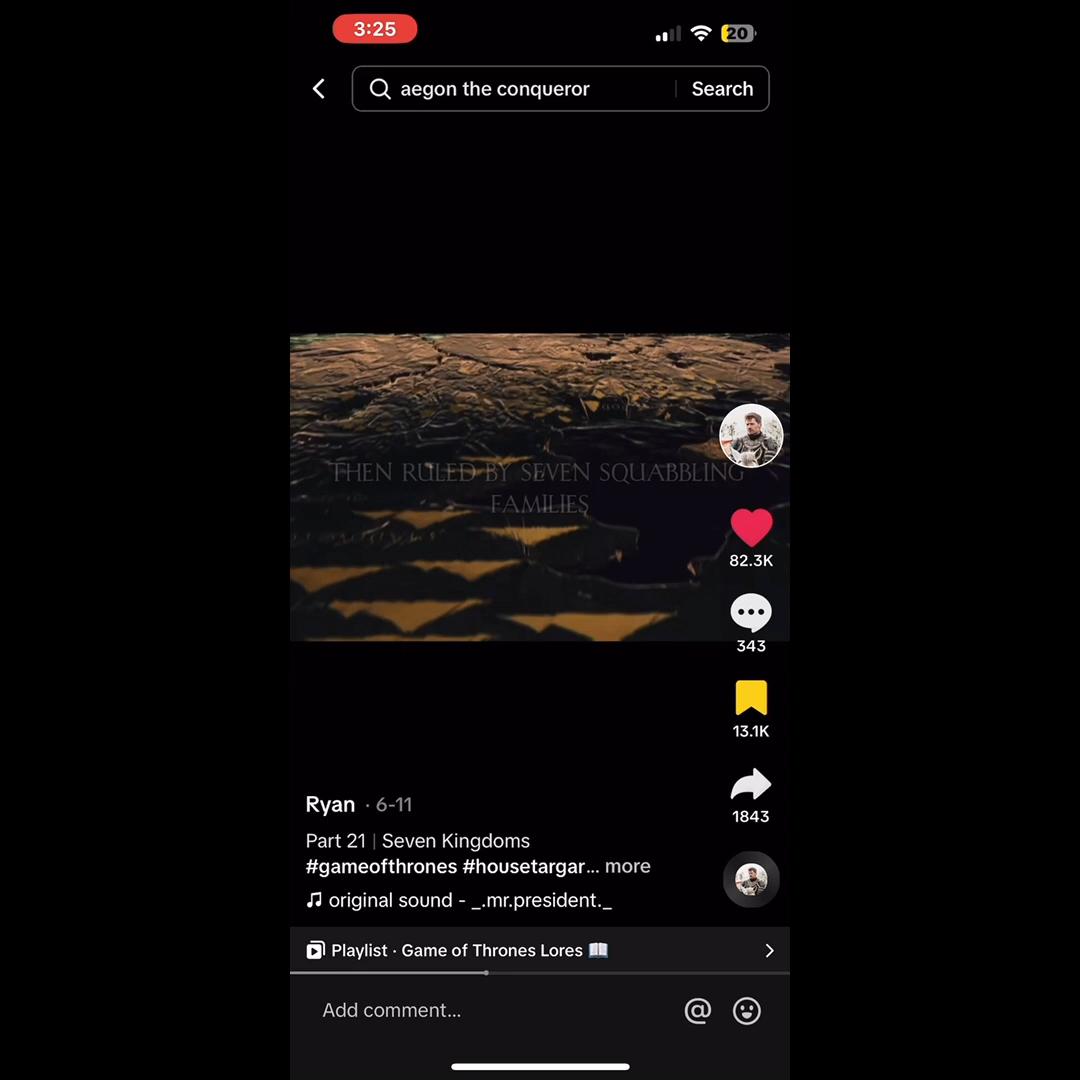 3:25
20
aegon the conqueror
Search
THEN RULED BY SEVEN SQUABBLING
FAMILIES
82.3K
343
13.1K
1843
Ryan · 6-11
Part 21 | Seven Kingdoms
#gameofthrones #housetargar... more
original sound - _.mr.president._
Playlist · Game of Thrones Lores
Add comment...
@